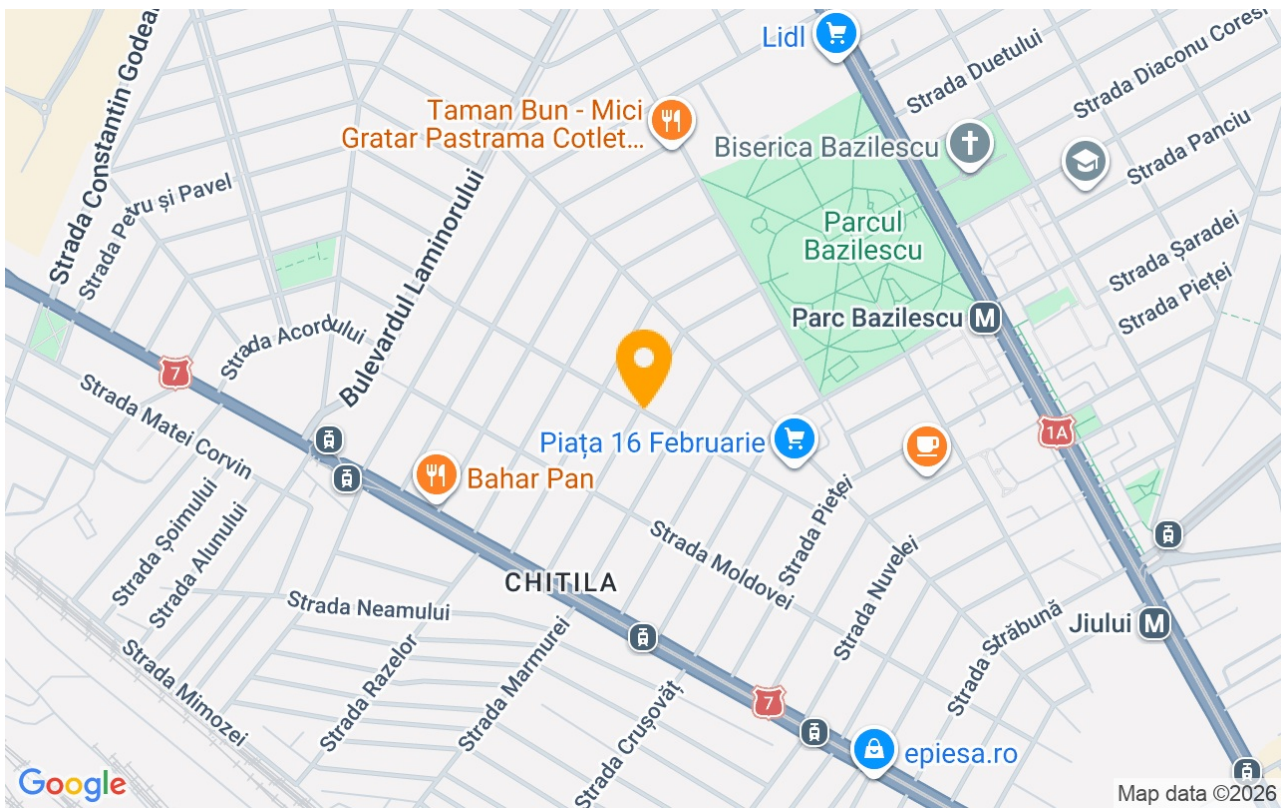 Lidl
Strada Duetului
Strada Diaconu Coresi
Strada Constantin Godeanu
Taman Bun - Mici
Gratar Pastrama Cotlet...
Biserica Bazilescu
Strada Panciu
Strada Petru și Pavel
Bulevardul Laminorului
Parcul
Bazilescu
Strada Șaradei
Strada Pieței
Parc Bazilescu M
Strada Acordului
7
Strada Matei Corvin
Piața 16 Februarie
1A
Bahar Pan
Strada Șoimului
Strada Alunului
Strada Moldovei
Strada Pieței
Strada Nuvelei
CHITILA
Strada Neamului
Strada Străbună
Jiului M
Strada Mimozei
Strada Razelor
Strada Marmurei
Strada Crușovăț
7
epiesa.ro
Google
Map data ©2026